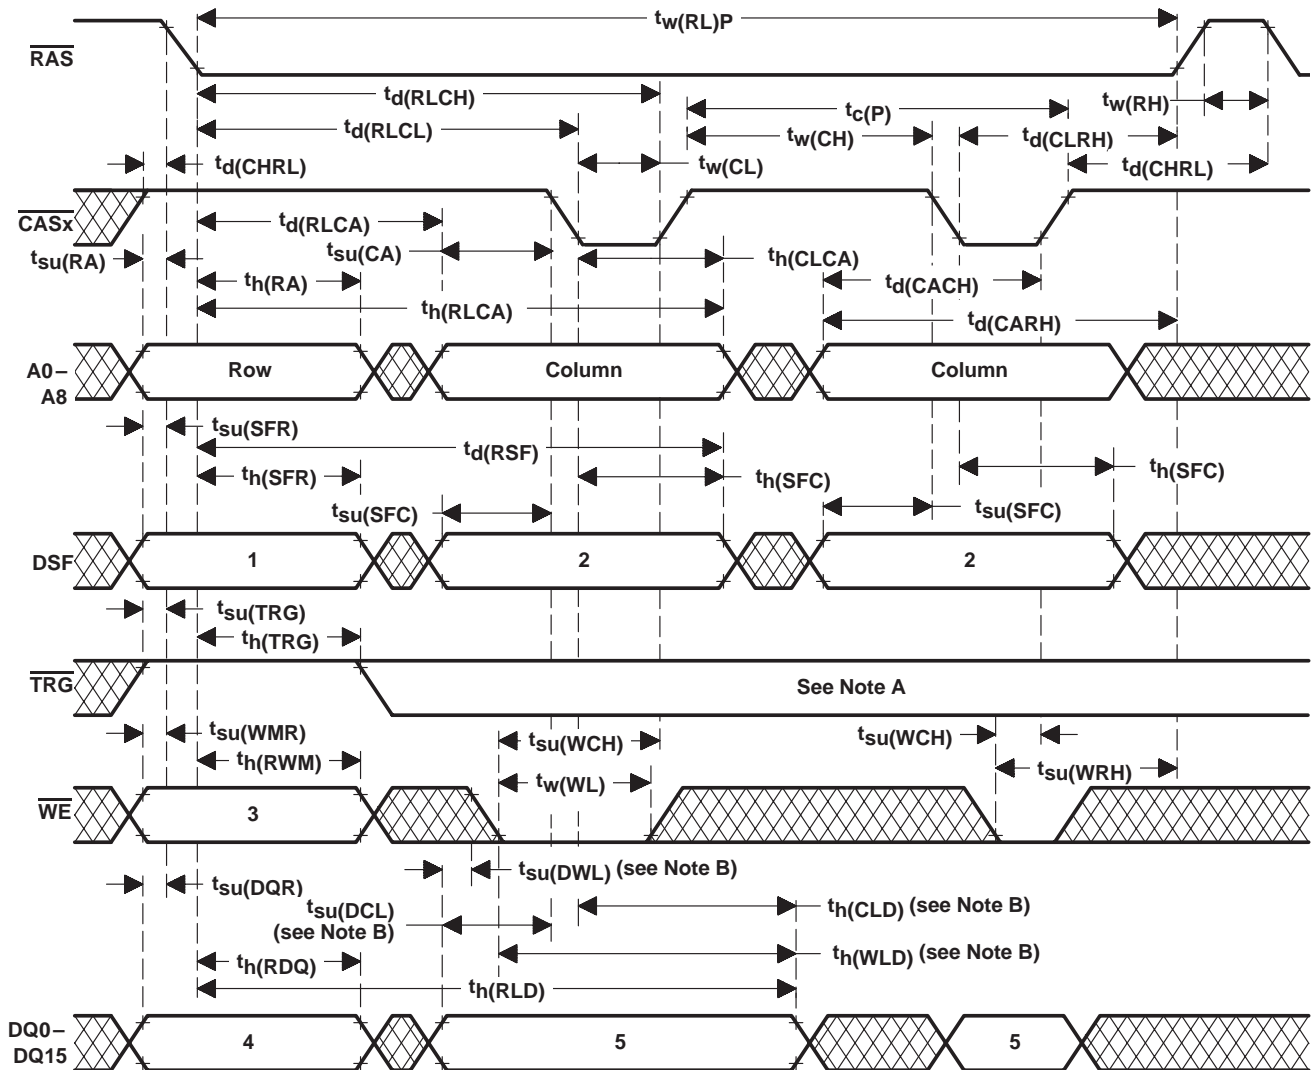 tw(RL)P
RAS
td(RLCH)
tc(P)
tw(RH)
td(RLCL)
tw(CH)
td(CLRH)
td(CHRL)
tw(CL)
td(CHRL)
CASx
td(RLCA)
tsu(RA)
tsu(CA)
th(CLCA)
th(RA)
td(CACH)
th(RLCA)
td(CARH)
A0–
A8
Row
Column
Column
tsu(SFR)
td(RSF)
th(SFR)
th(SFC)
th(SFC)
tsu(SFC)
tsu(SFC)
DSF
1
2
2
tsu(TRG)
th(TRG)
TRG
See Note A
tsu(WMR)
tsu(WCH)
tsu(WCH)
th(RWM)
tw(WL)
tsu(WRH)
WE
3
tsu(DQR)
tsu(DWL) (see Note B)
tsu(DCL)
(see Note B)
th(CLD) (see Note B)
th(RDQ)
th(WLD) (see Note B)
th(RLD)
DQ0–
DQ15
4
5
5